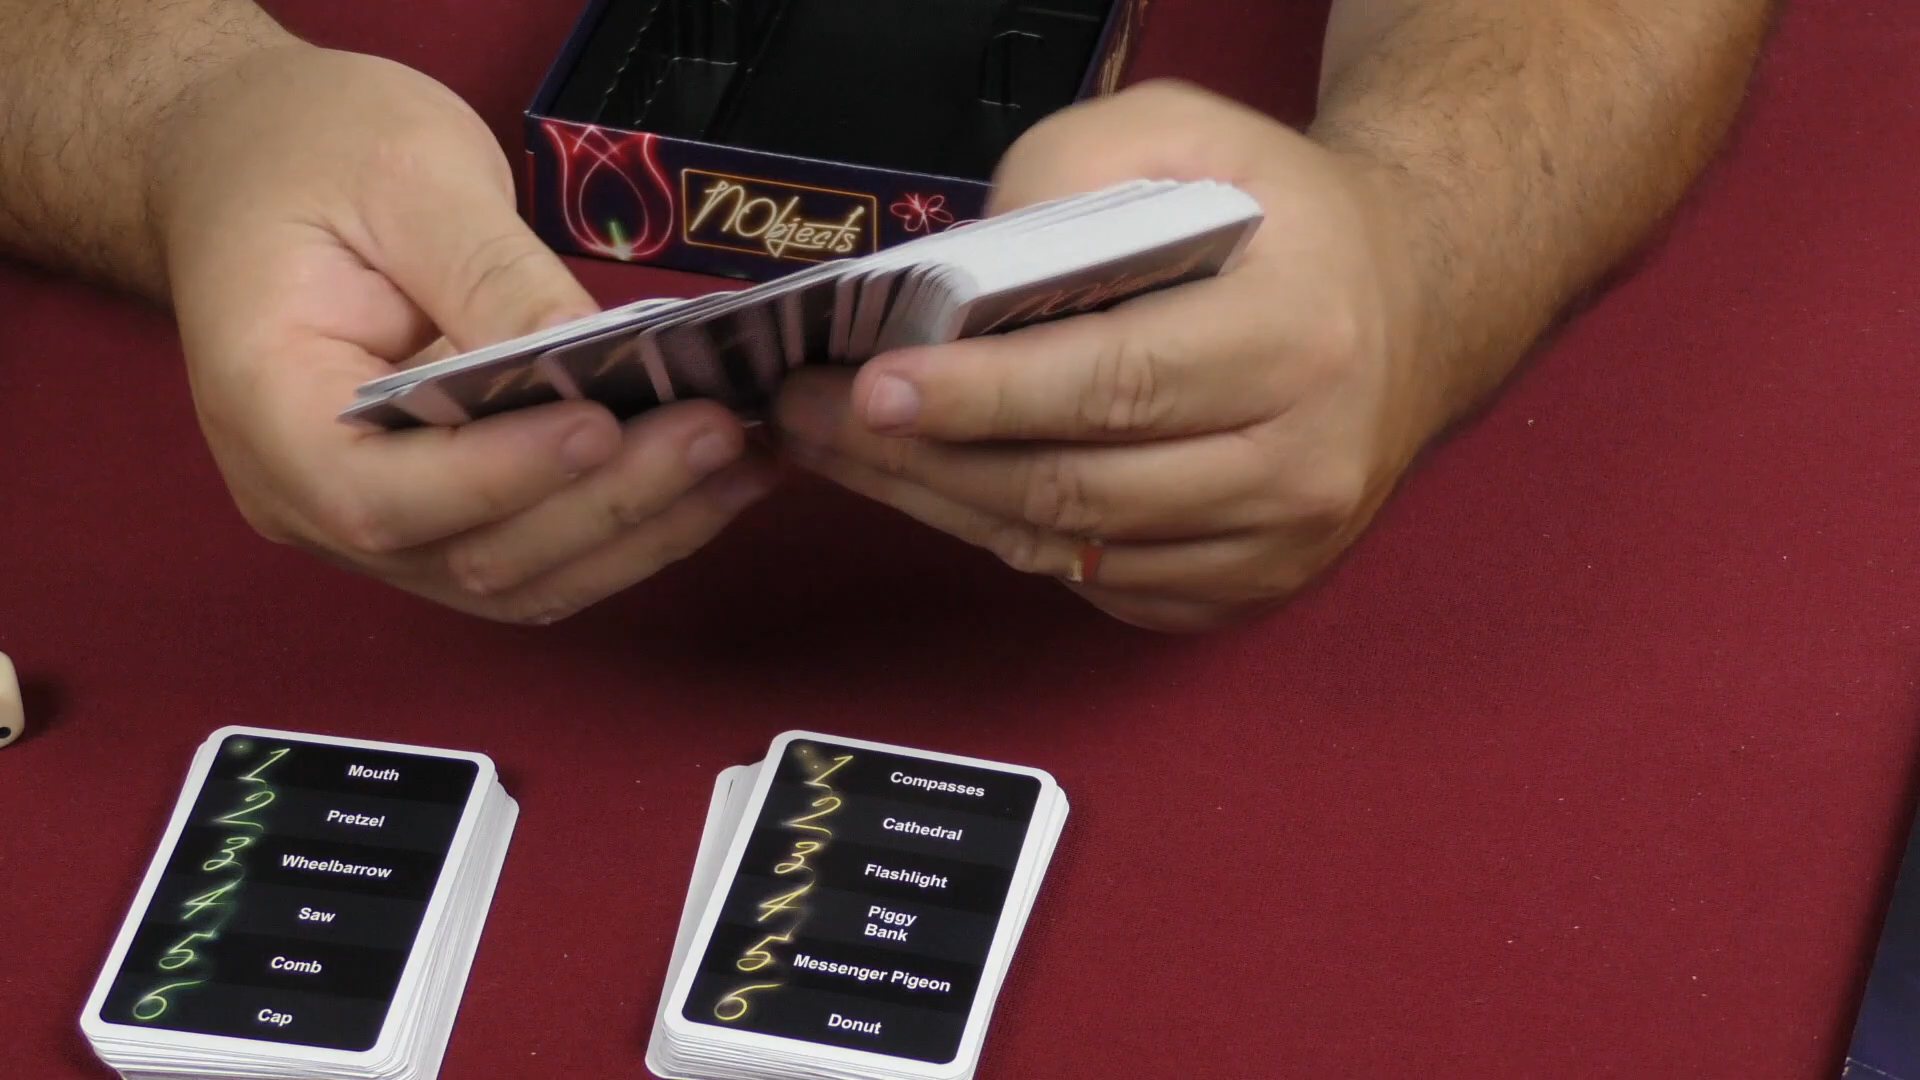 NObjects
1 Mouth
2 Pretzel
3 Wheelbarrow
4 Saw
5 Comb
6 Cap
1 Compasses
2 Cathedral
3 Flashlight
4 Piggy
Bank
5 Messenger Pigeon
6 Donut